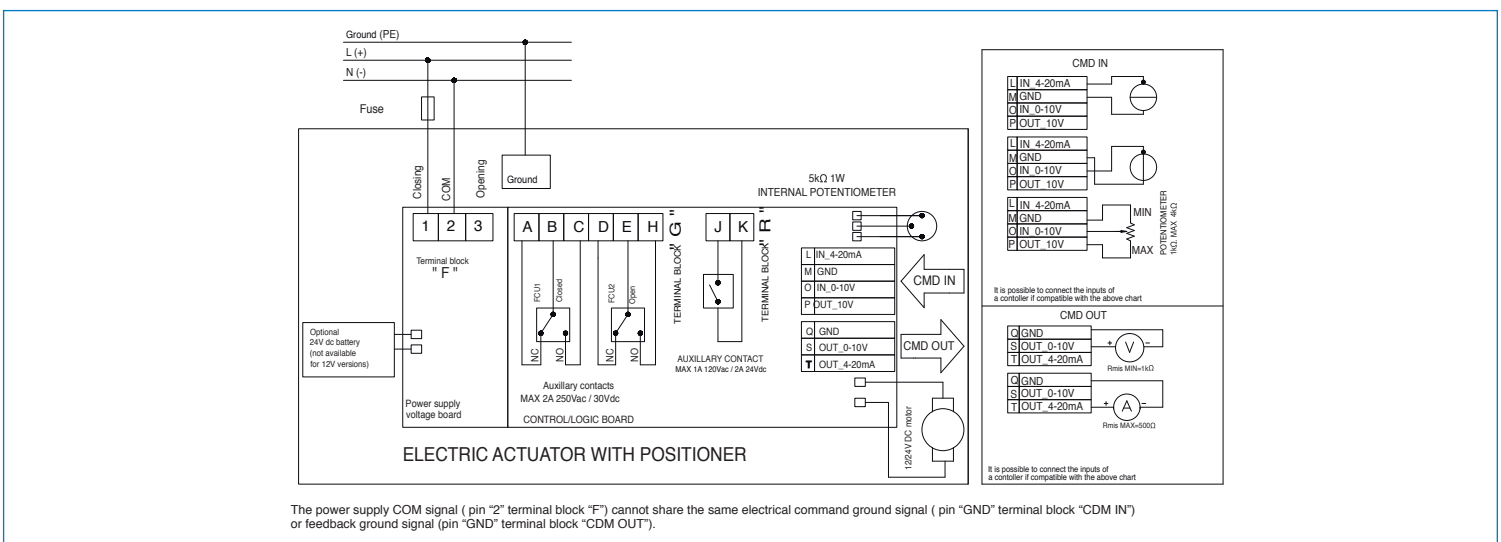 Ground (PE)
L (+)
N (-)
Fuse
Closing
COM
Opening
Ground
1 2 3
Terminal block
" F "
A B C D E H
TERMINAL BLOCK" G "
J K
TERMINAL BLOCK" R "
FCU1
Closed
NC
NO
FCU2
Open
NC
NO
Auxillary contacts
MAX 2A 250Vac / 30Vdc
AUXILLARY CONTACT
MAX 1A 120Vac / 2A 24Vdc
5kΩ 1W
INTERNAL POTENTIOMETER
L IN_4-20mA
M GND
O IN_0-10V
P OUT_10V
CMD IN
Q GND
S OUT_0-10V
T OUT_4-20mA
CMD OUT
12/24V DC motor
Optional
24V dc battery
(not available
for 12V versions)
Power supply
voltage board
CONTROL/LOGIC BOARD
ELECTRIC ACTUATOR WITH POSITIONER
CMD IN
L IN_4-20mA
M GND
O IN_0-10V
P OUT_10V
L IN_4-20mA
M GND
O IN_0-10V
P OUT_10V
L IN_4-20mA
M GND
O IN_0-10V
P OUT_10V
MIN
MAX
POTENTIOMETER
1kΩ. MAX. 4kΩ
It is possible to connect the inputs of
a contoller if compatible with the above chart
CMD OUT
Q GND
S OUT_0-10V
T OUT_4-20mA
+ V -
Rmis MIN=1kΩ
Q GND
S OUT_0-10V
T OUT_4-20mA
+ A -
Rmis MAX=500Ω
It is possible to connect the inputs of
a contoller if compatible with the above chart
The power supply COM signal ( pin “2” terminal block “F”) cannot share the same electrical command ground signal ( pin “GND” terminal block “CDM IN”)
or feedback ground signal (pin “GND” terminal block “CDM OUT”).